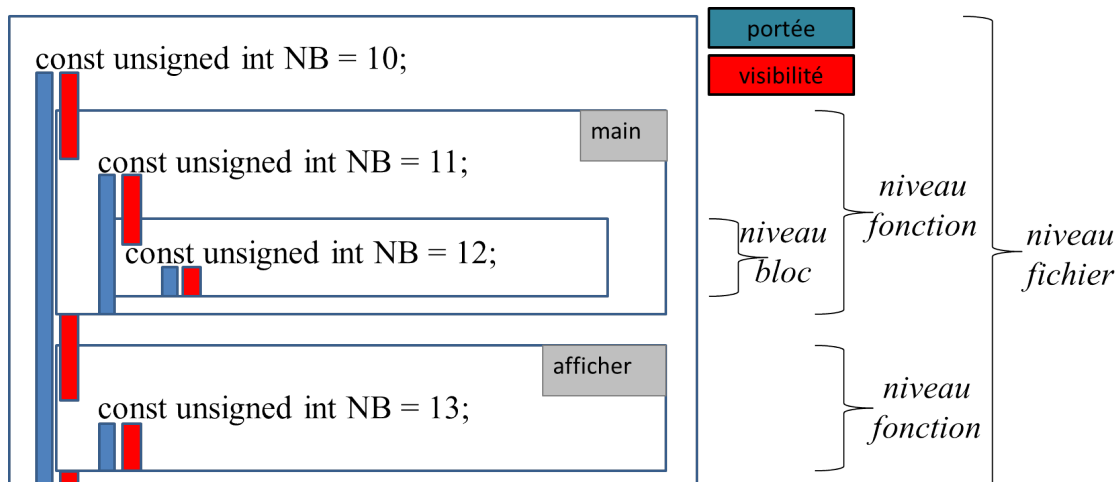 portée
const unsigned int NB = 10;
visibilité
main
const unsigned int NB = 11;
niveau
fonction
const unsigned int NB = 12;
niveau
bloc
niveau
fichier
afficher
const unsigned int NB = 13;
niveau
fonction